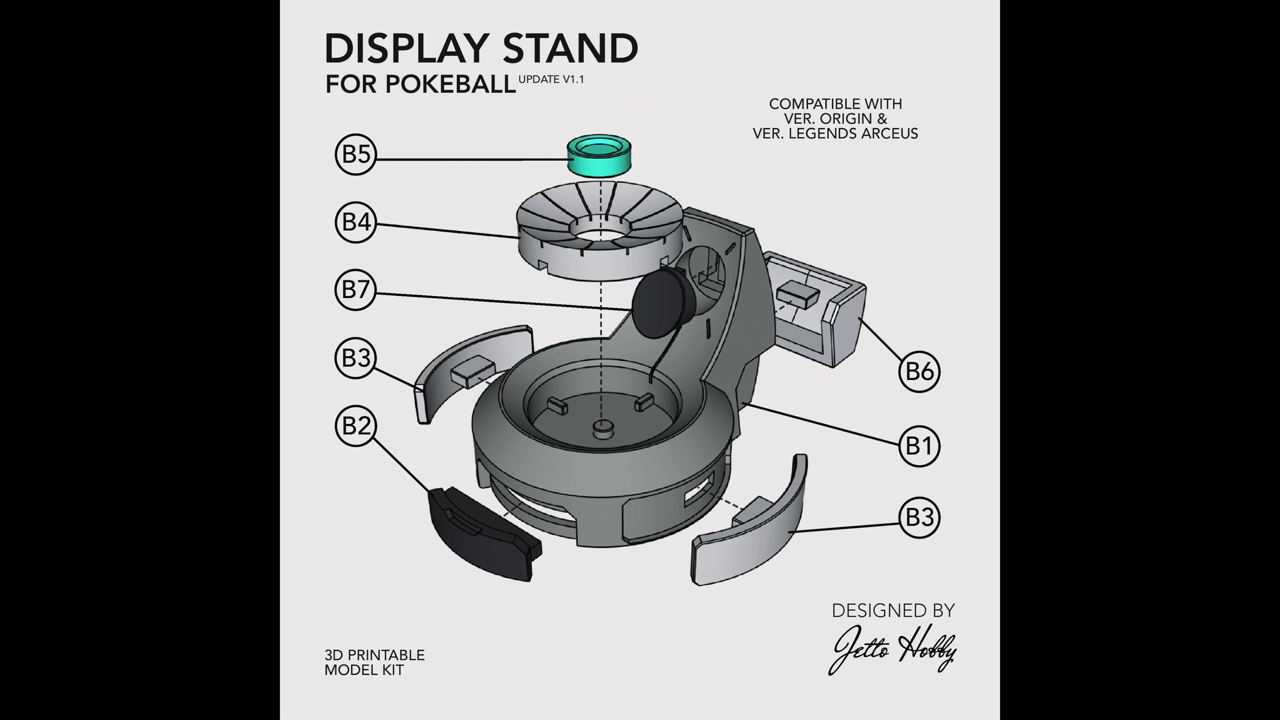 DISPLAY STAND
FOR POKEBALL UPDATE V1.1
COMPATIBLE WITH
VER. ORIGIN &
VER. LEGENDS ARCEUS
B5
B4
B7
B3
B2
B6
B1
B3
3D PRINTABLE
MODEL KIT
DESIGNED BY
Jetto Hobby